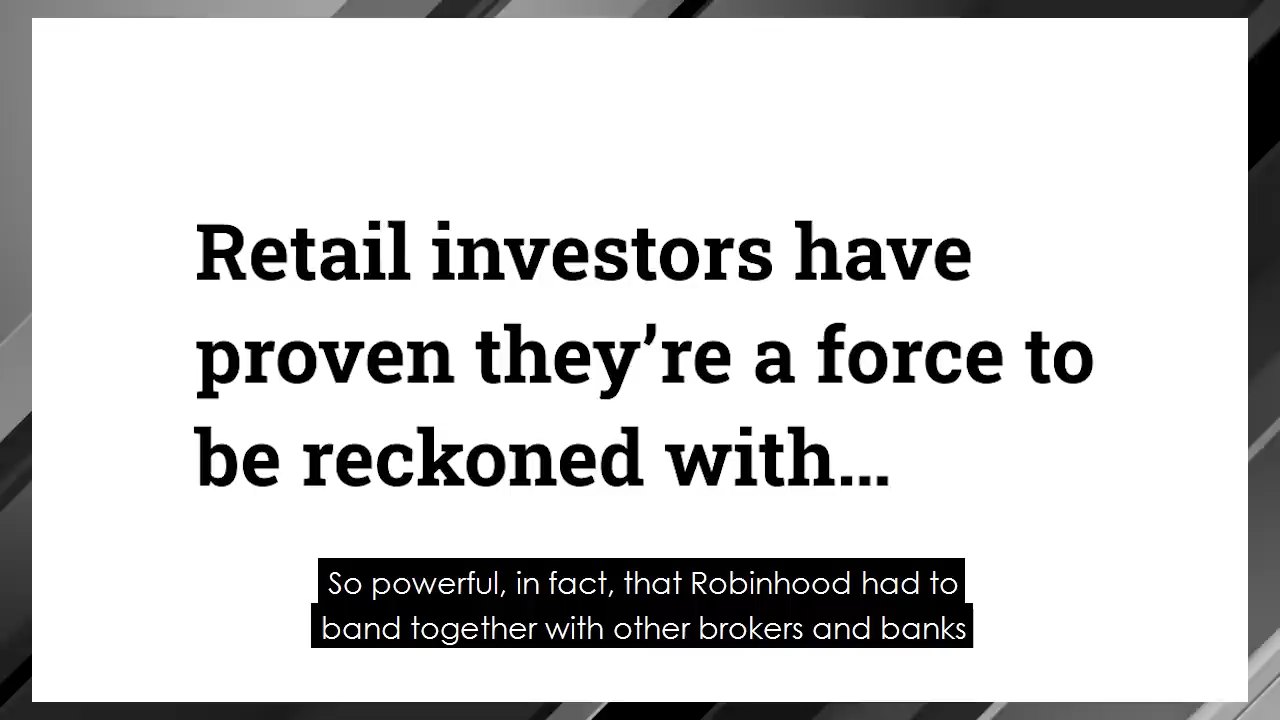 Retail investors have
proven they’re a force to
be reckoned with...
So powerful, in fact, that Robinhood had to
band together with other brokers and banks